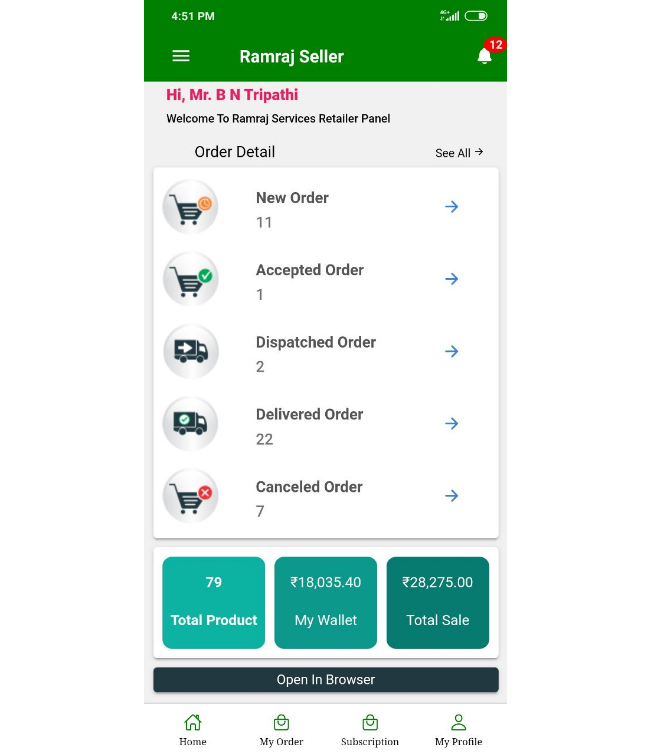 4:51 PM
4G+
12
Ramraj Seller
Hi, Mr. B N Tripathi
Welcome To Ramraj Services Retailer Panel
Order Detail
See All →
New Order
11
Accepted Order
1
Dispatched Order
2
Delivered Order
22
Canceled Order
7
79
Total Product
₹18,035.40
My Wallet
₹28,275.00
Total Sale
Open In Browser
Home
My Order
Subscription
My Profile